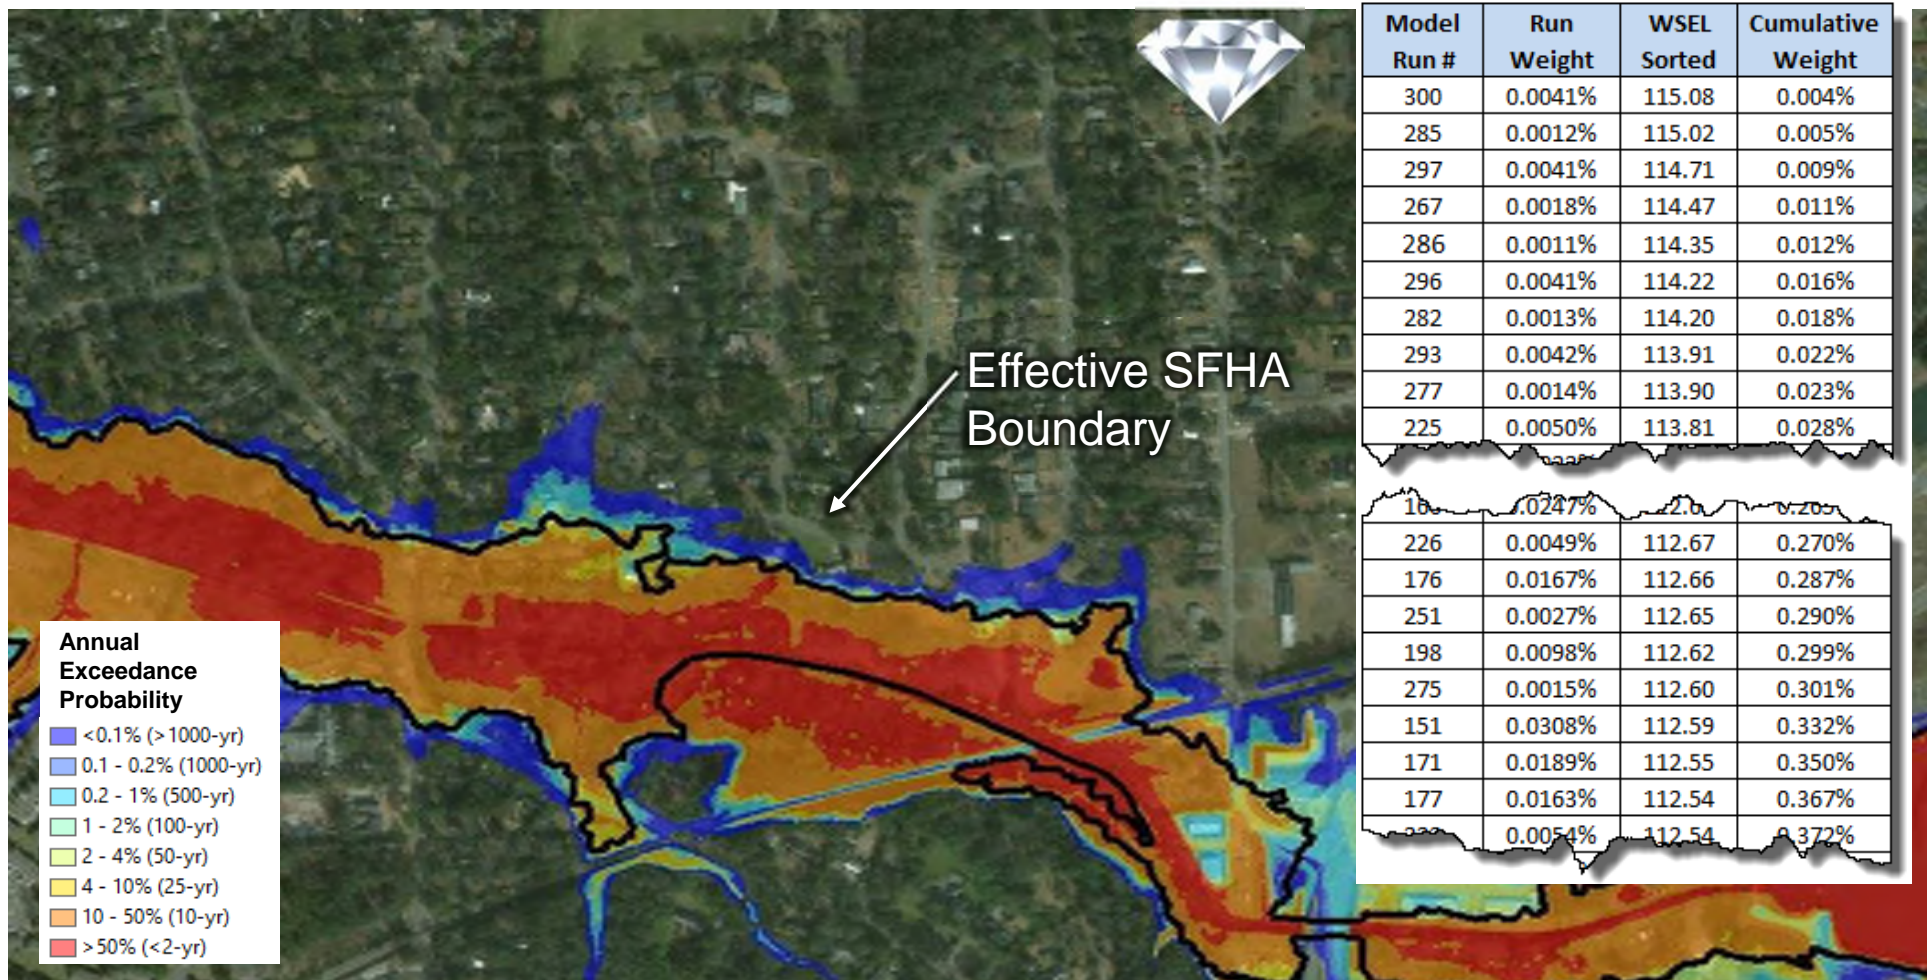 Effective SFHA
Boundary
Annual
Exceedance
Probability
<0.1% (>1000-yr)
0.1 - 0.2% (1000-yr)
0.2 - 1% (500-yr)
1 - 2% (100-yr)
2 - 4% (50-yr)
4 - 10% (25-yr)
10 - 50% (10-yr)
>50% (<2-yr)
Model Run # Run Weight WSEL Sorted Cumulative Weight
300 0.0041% 115.08 0.004%
285 0.0012% 115.02 0.005%
297 0.0041% 114.71 0.009%
267 0.0018% 114.47 0.011%
286 0.0011% 114.35 0.012%
296 0.0041% 114.22 0.016%
282 0.0013% 114.20 0.018%
293 0.0042% 113.91 0.022%
277 0.0014% 113.90 0.023%
225 0.0050% 113.81 0.028%
226 0.0049% 112.67 0.270%
176 0.0167% 112.66 0.287%
251 0.0027% 112.65 0.290%
198 0.0098% 112.62 0.299%
275 0.0015% 112.60 0.301%
151 0.0308% 112.59 0.332%
171 0.0189% 112.55 0.350%
177 0.0163% 112.54 0.367%
0.0054% 112.54 0.372%